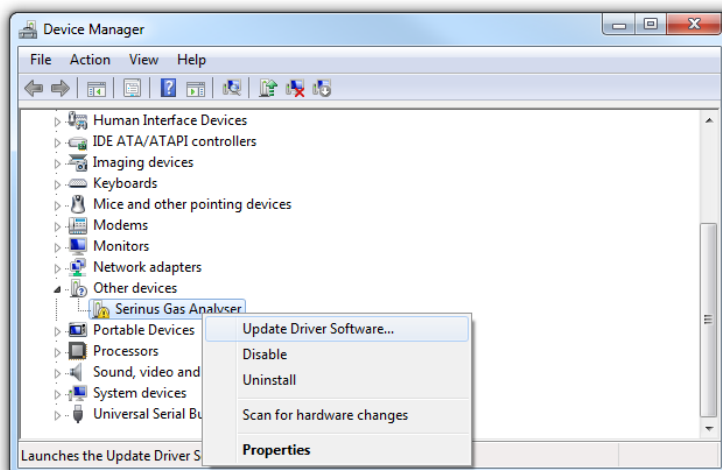 Device Manager
File Action View Help
Human Interface Devices
IDE ATA/ATAPI controllers
Imaging devices
Keyboards
Mice and other pointing devices
Modems
Monitors
Network adapters
Other devices
Serinus Gas Analyser
Portable Devices
Update Driver Software...
Processors
Disable
Sound, video and
Uninstall
System devices
Universal Serial Bu
Scan for hardware changes
Properties
Launches the Update Driver S